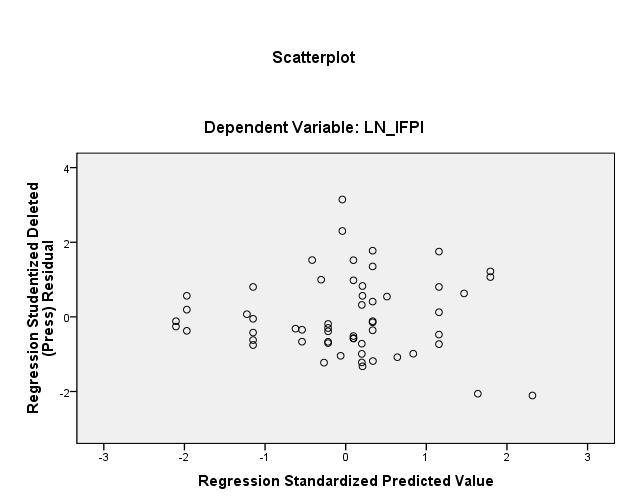 Scatterplot
Dependent Variable: LN_IFPI
Regression Studentized Deleted
(Press) Residual
4
2
0
-2
-3
-2
-1
0
1
2
3
Regression Standardized Predicted Value